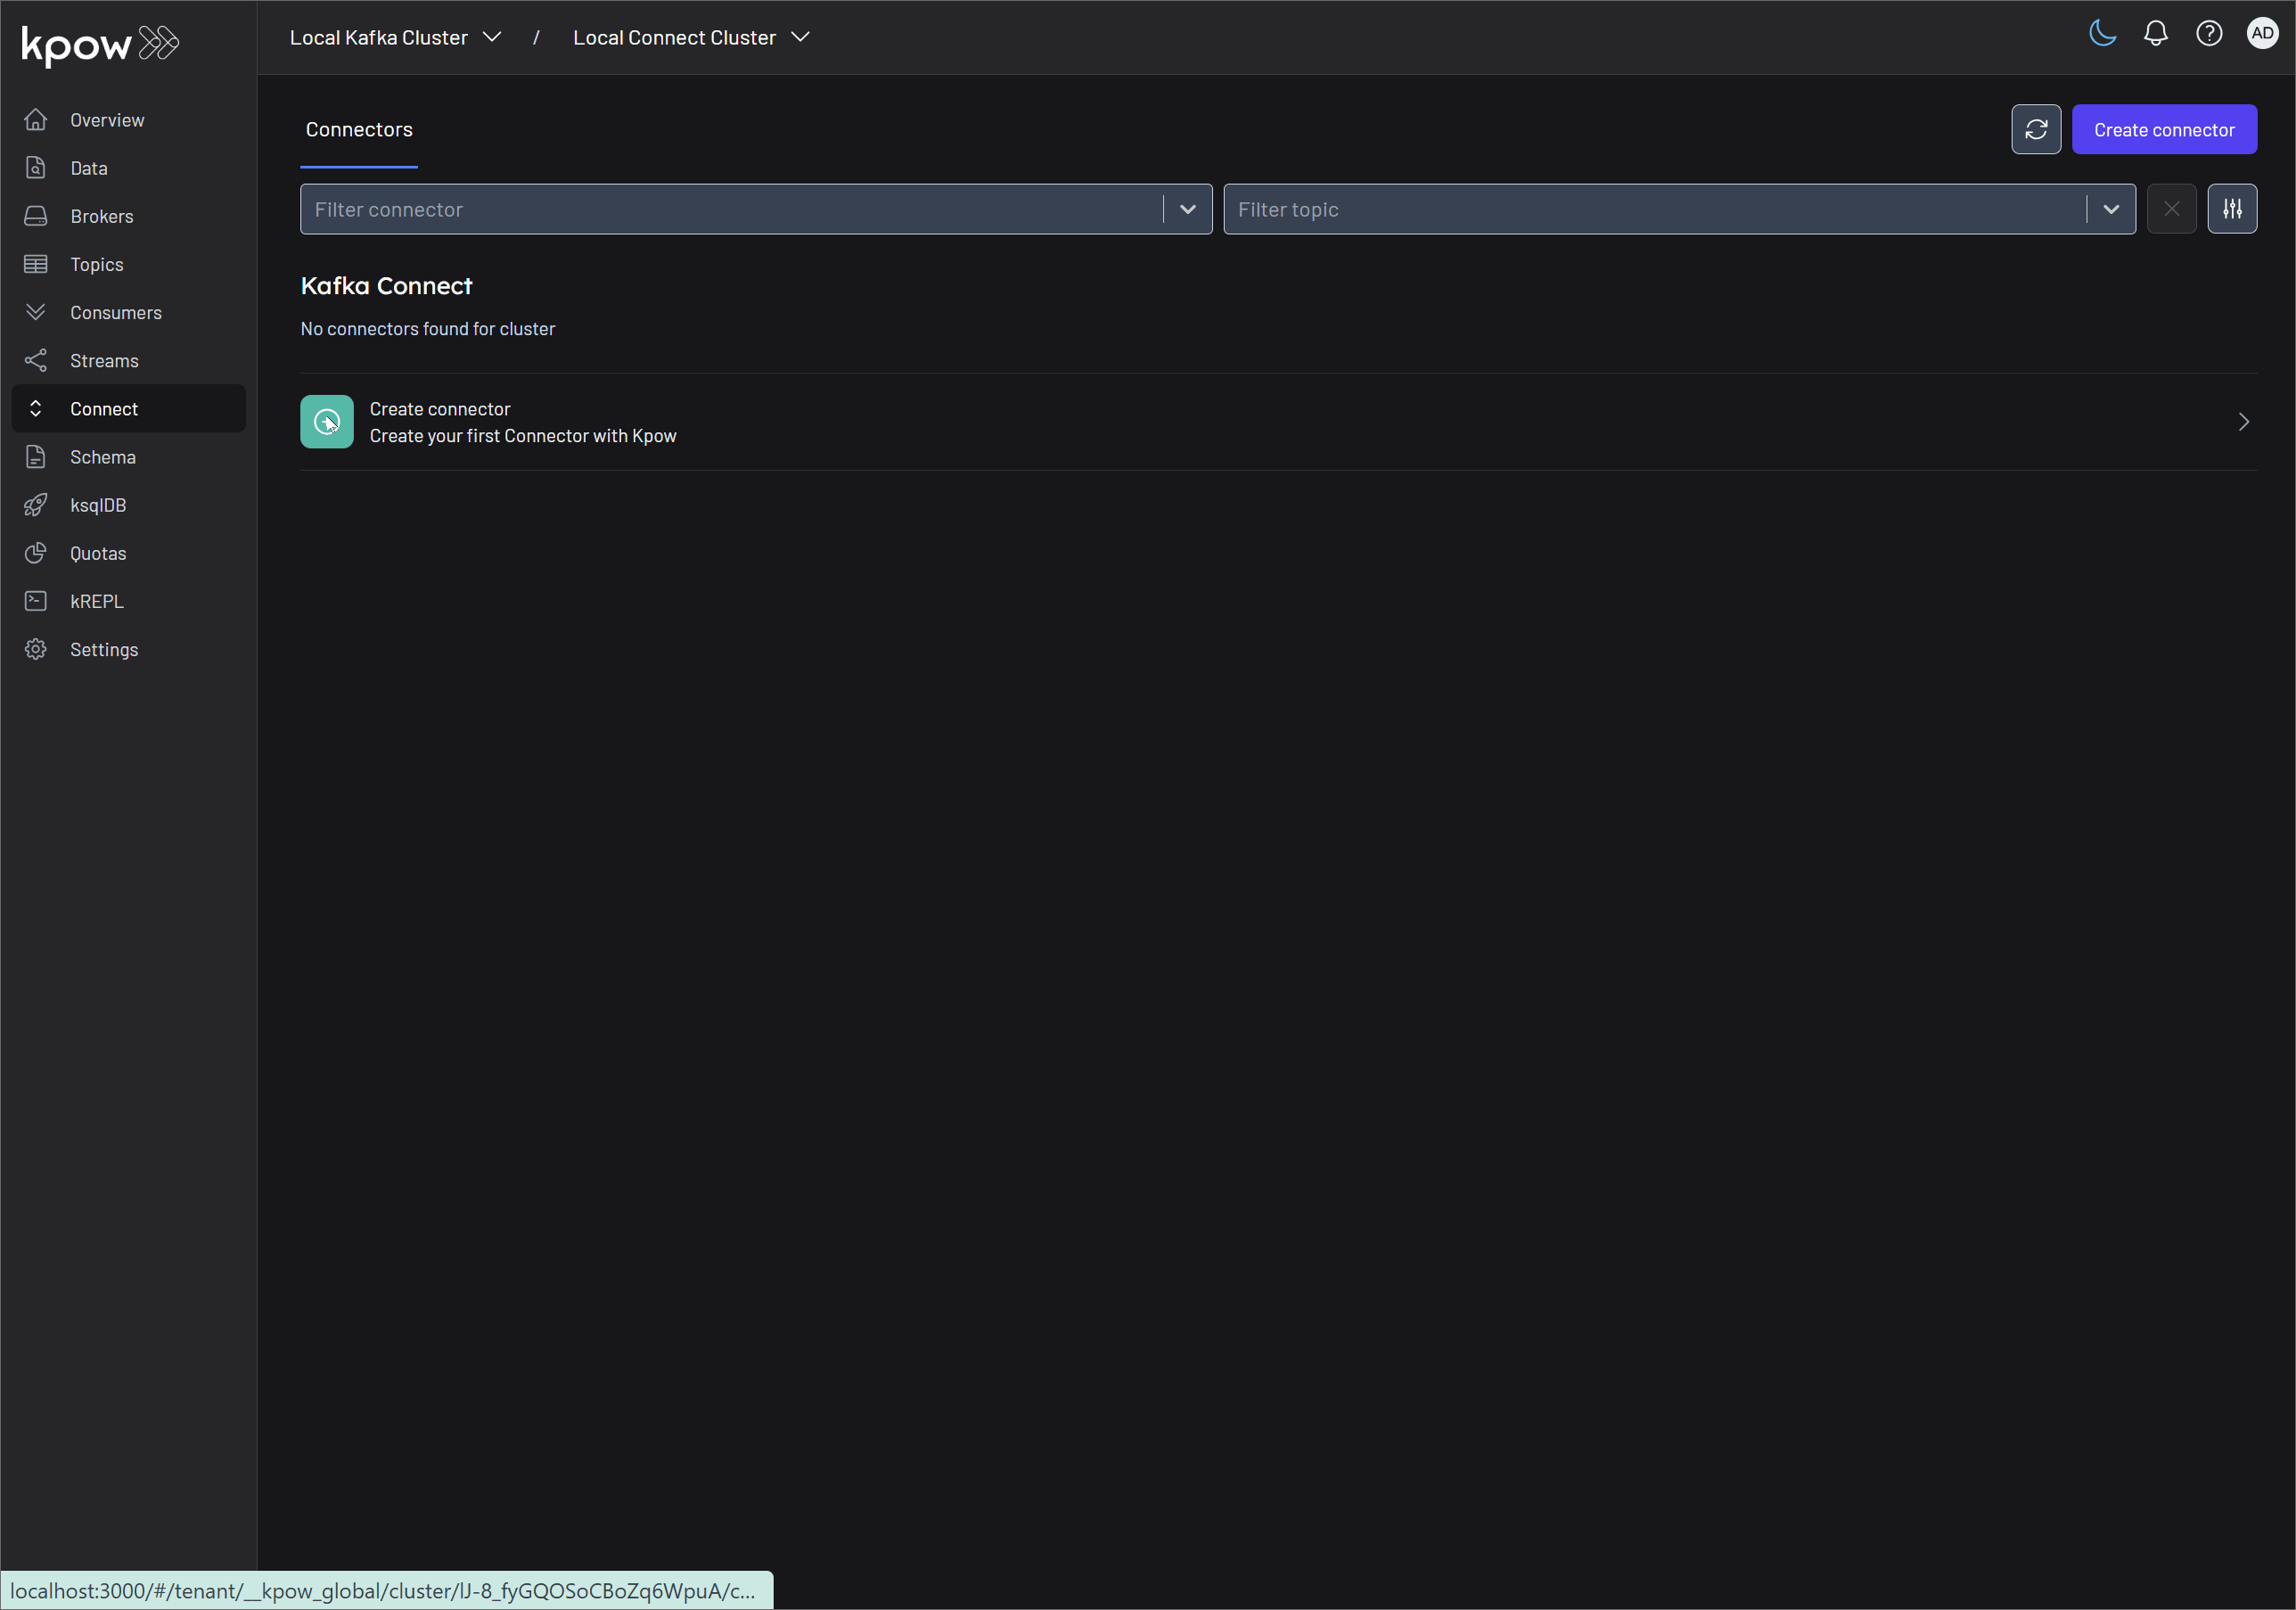 kpow
Local Kafka Cluster / Local Connect Cluster
AD
Overview
Data
Brokers
Topics
Consumers
Streams
Connect
Schema
ksqlDB
Quotas
kREPL
Settings
Connectors
Create connector
Filter connector
Filter topic
Kafka Connect
No connectors found for cluster
Create connector
Create your first Connector with Kpow
localhost:3000/#/tenant/__kpow_global/cluster/lJ-8_fyGQOSoCBoZq6WpuA/c...